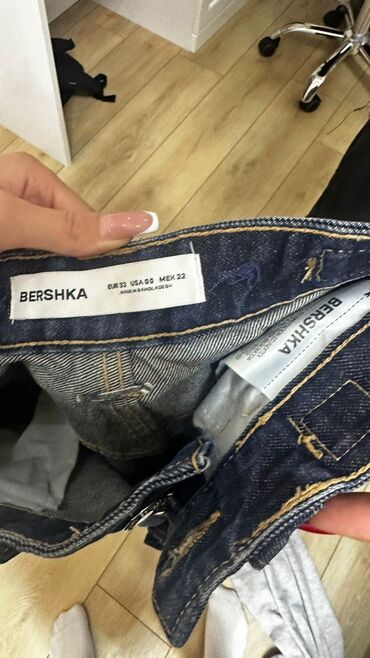 BERSHKA
EUR 32 USA 00 MEX 22
MADE IN BANGLADESH
BERSHKA